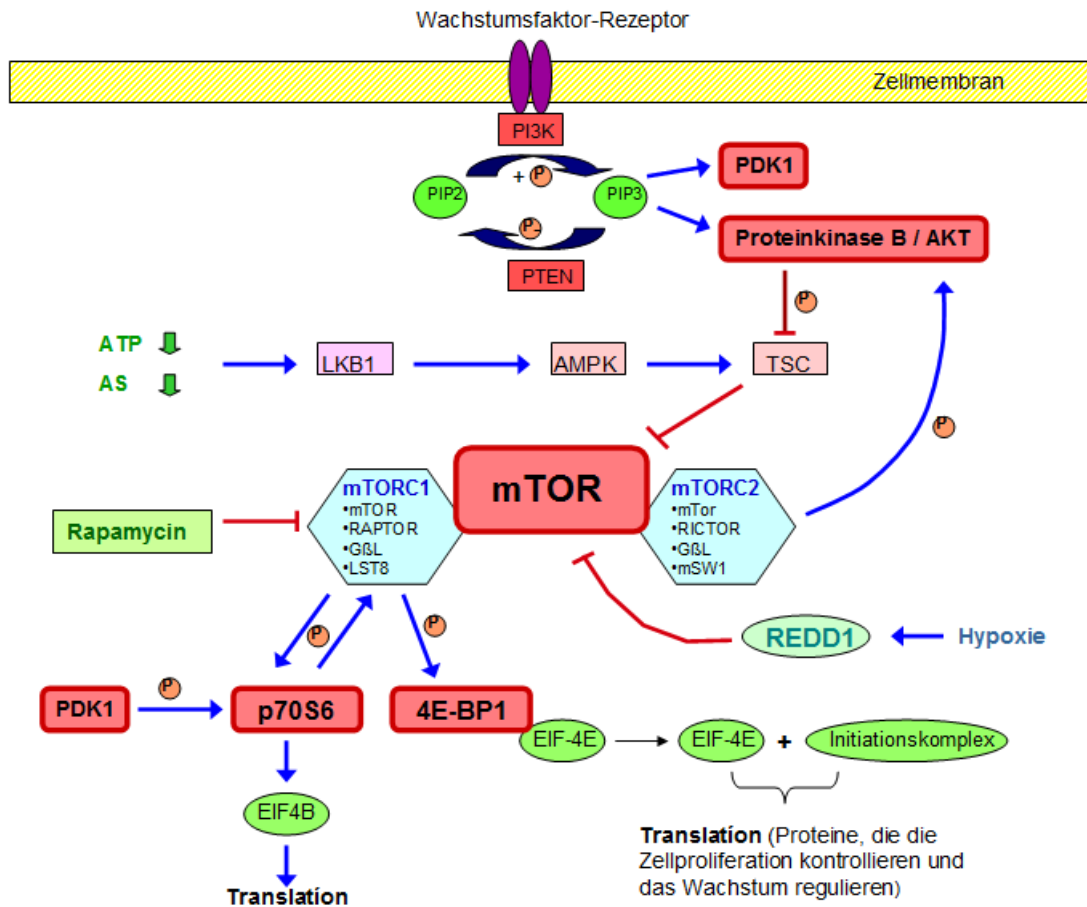 Wachstumsfaktor-Rezeptor
Zellmembran
PI3K
PDK1
+ P
PIP2
PIP3
P-
Proteinkinase B / AKT
PTEN
P
ATP
LKB1
AMPK
TSC
AS
P
mTOR
mTORC1
•mTOR
•RAPTOR
•GßL
•LST8
mTORC2
•mTor
•RICTOR
•GßL
•mSW1
Rapamycin
P
P
REDD1
Hypoxie
P
PDK1
p70S6
4E-BP1
EIF-4E
EIF-4E
+
Initiationskomplex
EIF4B
Translation (Proteine, die die
Zellproliferation kontrollieren und
das Wachstum regulieren)
Translation